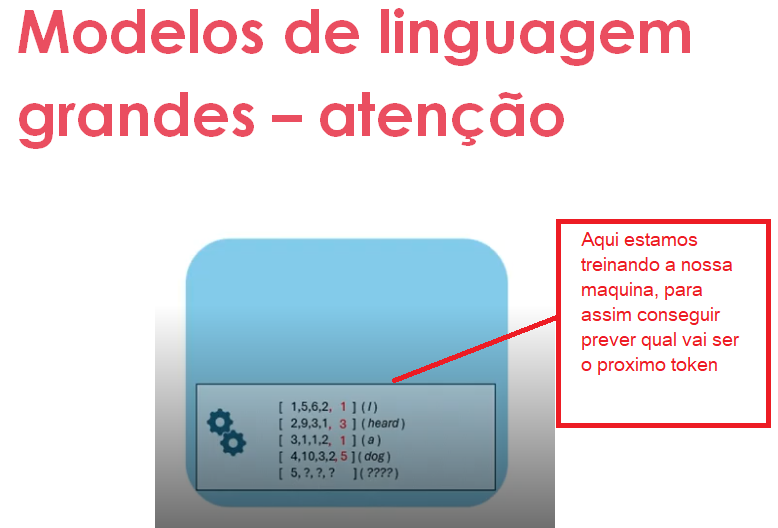 Modelos de linguagem
grandes – atenção
Aqui estamos
treinando a nossa
maquina, para
assim conseguir
prever qual vai ser
o proximo token
[ 1,5,6,2, 1 ] ( I )
[ 2,9,3,1, 3 ] ( heard )
[ 3,1,1,2, 1 ] ( a )
[ 4,10,3,2, 5 ] ( dog )
[ 5, ?, ?, ? ] ( ???? )